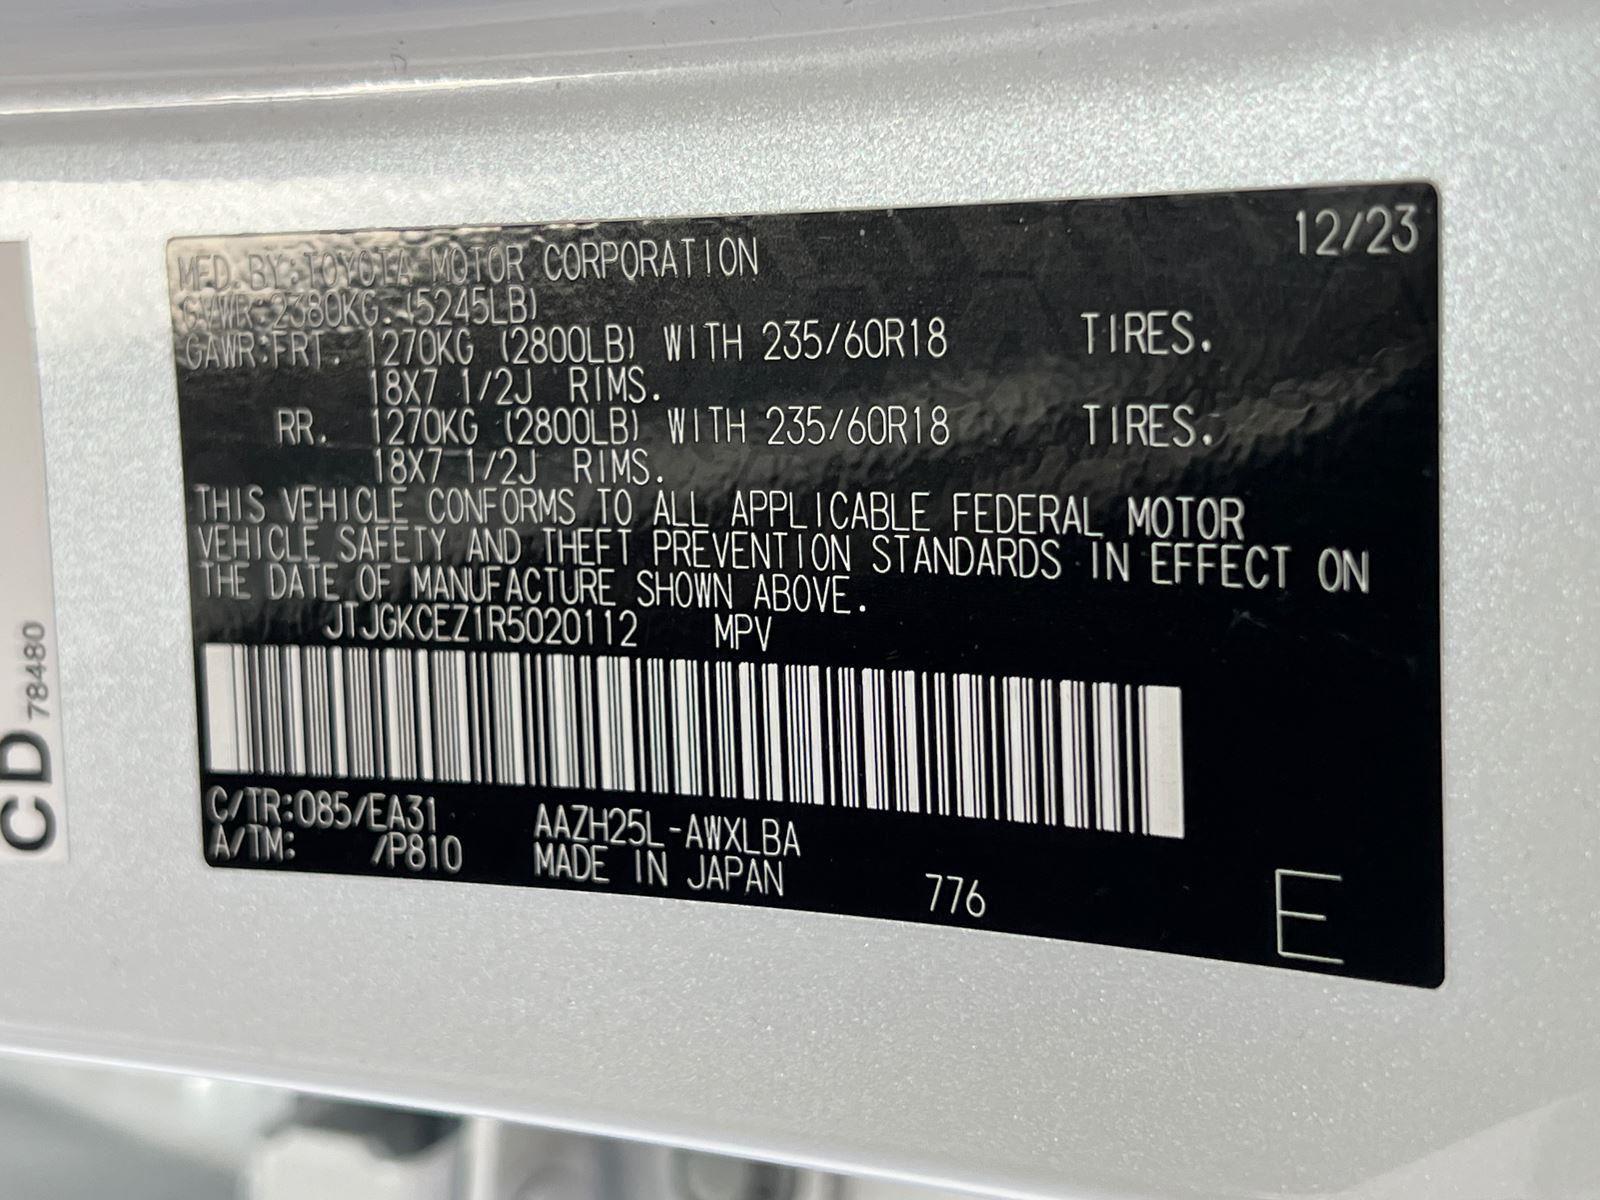 12/23
MFD. BY: TOYOTA MOTOR CORPORATION
GVWR: 2380KG. (5245LB)
GAWR: FRT. 1270KG (2800LB) WITH 235/60R18 TIRES.
18X7 1/2J RIMS.
RR. 1270KG (2800LB) WITH 235/60R18 TIRES.
18X7 1/2J RIMS.
THIS VEHICLE CONFORMS TO ALL APPLICABLE FEDERAL MOTOR
VEHICLE SAFETY AND THEFT PREVENTION STANDARDS IN EFFECT ON
THE DATE OF MANUFACTURE SHOWN ABOVE.
JTJGKCEZ1R5020112 MPV
C/TR:085/EA31 AAZH25L-AWXLBA
A/TM: /P810 MADE IN JAPAN 776
E
CD 78480